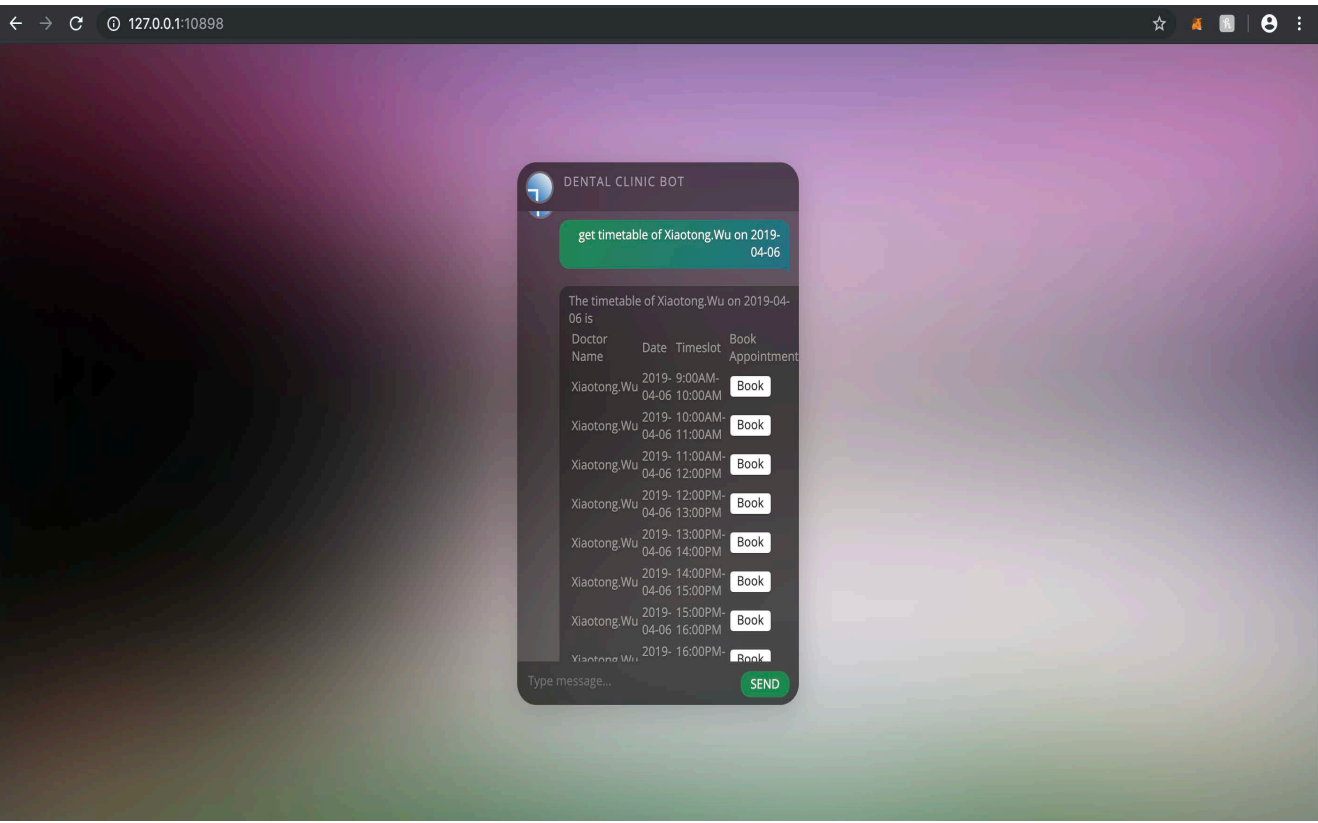 127.0.0.1:10898
DENTAL CLINIC BOT
get timetable of Xiaotong.Wu on 2019-
04-06
The timetable of Xiaotong.Wu on 2019-04-
06 is
Doctor Name Date Timeslot Book Appointment
Xiaotong.Wu 2019-04-06 9:00AM-10:00AM Book
Xiaotong.Wu 2019-04-06 10:00AM-11:00AM Book
Xiaotong.Wu 2019-04-06 11:00AM-12:00PM Book
Xiaotong.Wu 2019-04-06 12:00PM-13:00PM Book
Xiaotong.Wu 2019-04-06 13:00PM-14:00PM Book
Xiaotong.Wu 2019-04-06 14:00PM-15:00PM Book
Xiaotong.Wu 2019-04-06 15:00PM-16:00PM Book
Xiaotong.Wu 2019- 16:00PM- Book
Type message...
SEND